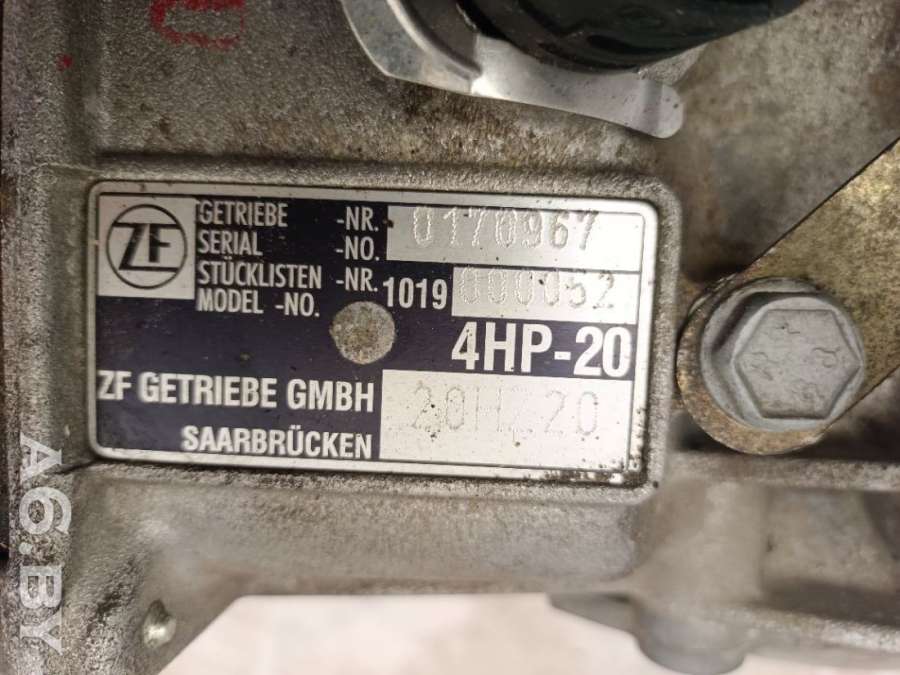 ZF
GETRIEBE -NR. 0170967
SERIAL -NO.
STÜCKLISTEN -NR. 1019 000052
MODEL -NO.
4HP-20
ZF GETRIEBE GMBH 20HZ20
SAARBRÜCKEN
A6.BY